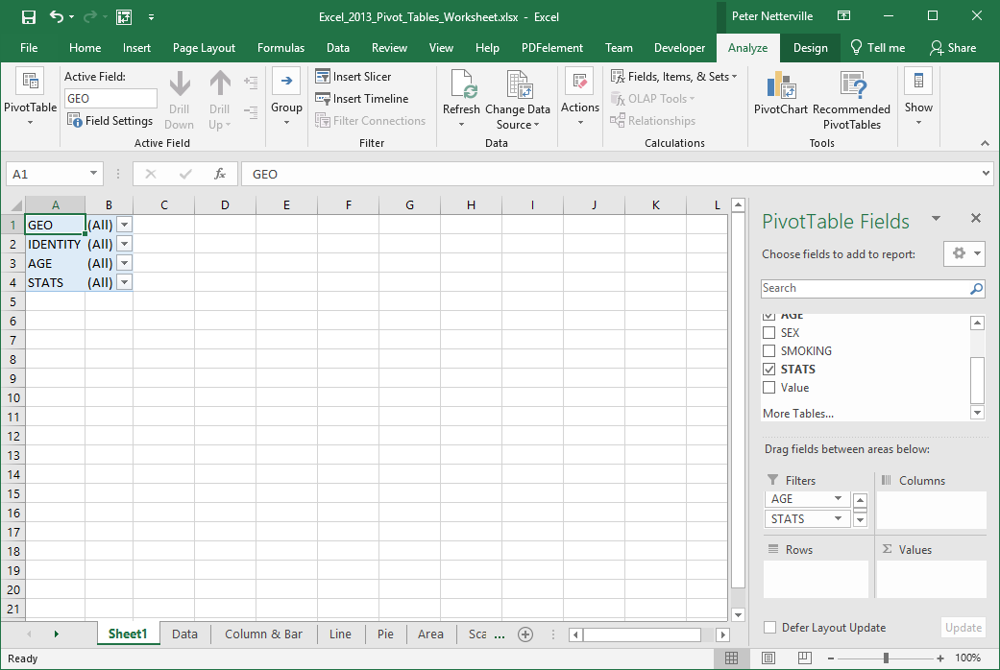 Excel_2013_Pivot_Tables_Worksheet.xlsx - Excel
Peter Netterville
File Home Insert Page Layout Formulas Data Review View Help PDFelement Team Developer Analyze Design Tell me Share
PivotTable
Active Field:
GEO
Field Settings
Drill
Down
Drill
Up
Active Field
Group
Insert Slicer
Insert Timeline
Filter Connections
Filter
Refresh
Change Data
Source
Data
Actions
Fields, Items, & Sets
OLAP Tools
Relationships
Calculations
PivotChart
Recommended
PivotTables
Tools
Show
A1
fx
GEO
A B C D E F G H I J K L
1 GEO (All)
2 IDENTITY (All)
3 AGE (All)
4 STATS (All)
5
6
7
8
9
10
11
12
13
14
15
16
17
18
19
20
21
PivotTable Fields
Choose fields to add to report:
Search
AGE
SEX
SMOKING
STATS
Value
More Tables...
Drag fields between areas below:
Filters
AGE
STATS
Columns
Rows
Σ Values
Defer Layout Update
Update
Sheet1 Data Column & Bar Line Pie Area Sca ...
Ready
100%